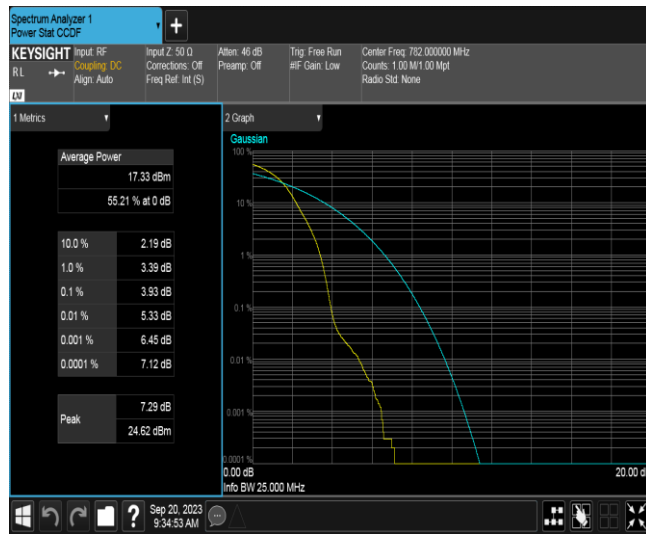 Spectrum Analyzer 1
Power Stat CCDF
+
KEYSIGHT
RL
LXI
Input: RF
Coupling: DC
Align: Auto
Input Z: 50 Ω
Corrections: Off
Freq Ref: Int (S)
Atten: 46 dB
Preamp: Off
Trig: Free Run
#IF Gain: Low
Center Freq: 782.000000 MHz
Counts: 1.00 M/1.00 Mpt
Radio Std: None
1 Metrics
Average Power
17.33 dBm
55.21 % at 0 dB
10.0 % 2.19 dB
1.0 % 3.39 dB
0.1 % 3.93 dB
0.01 % 5.33 dB
0.001 % 6.45 dB
0.0001 % 7.12 dB
Peak
7.29 dB
24.62 dBm
2 Graph
Gaussian
100 %
10 %
1 %
0.1 %
0.01 %
0.001 %
0.0001 %
0.00 dB
20.00 d
Info BW 25.000 MHz
?
Sep 20, 2023
9:34:53 AM